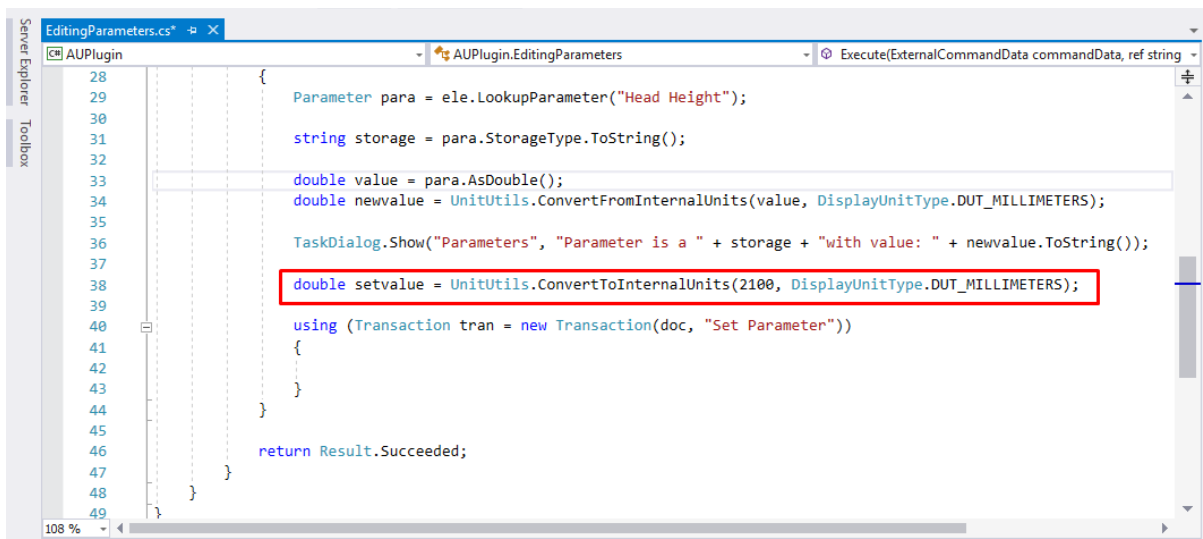 Server Explorer
Toolbox
EditingParameters.cs*
C# AUPlugin
AUPlugin.EditingParameters
Execute(ExternalCommandData commandData, ref string
28 {
29 Parameter para = ele.LookupParameter("Head Height");
30
31 string storage = para.StorageType.ToString();
32
33 double value = para.AsDouble();
34 double newvalue = UnitUtils.ConvertFromInternalUnits(value, DisplayUnitType.DUT_MILLIMETERS);
35
36 TaskDialog.Show("Parameters", "Parameter is a " + storage + "with value: " + newvalue.ToString());
37
38 double setvalue = UnitUtils.ConvertToInternalUnits(2100, DisplayUnitType.DUT_MILLIMETERS);
39
40 using (Transaction tran = new Transaction(doc, "Set Parameter"))
41 {
42
43 }
44 }
45
46 return Result.Succeeded;
47 }
48 }
49 }
108 %